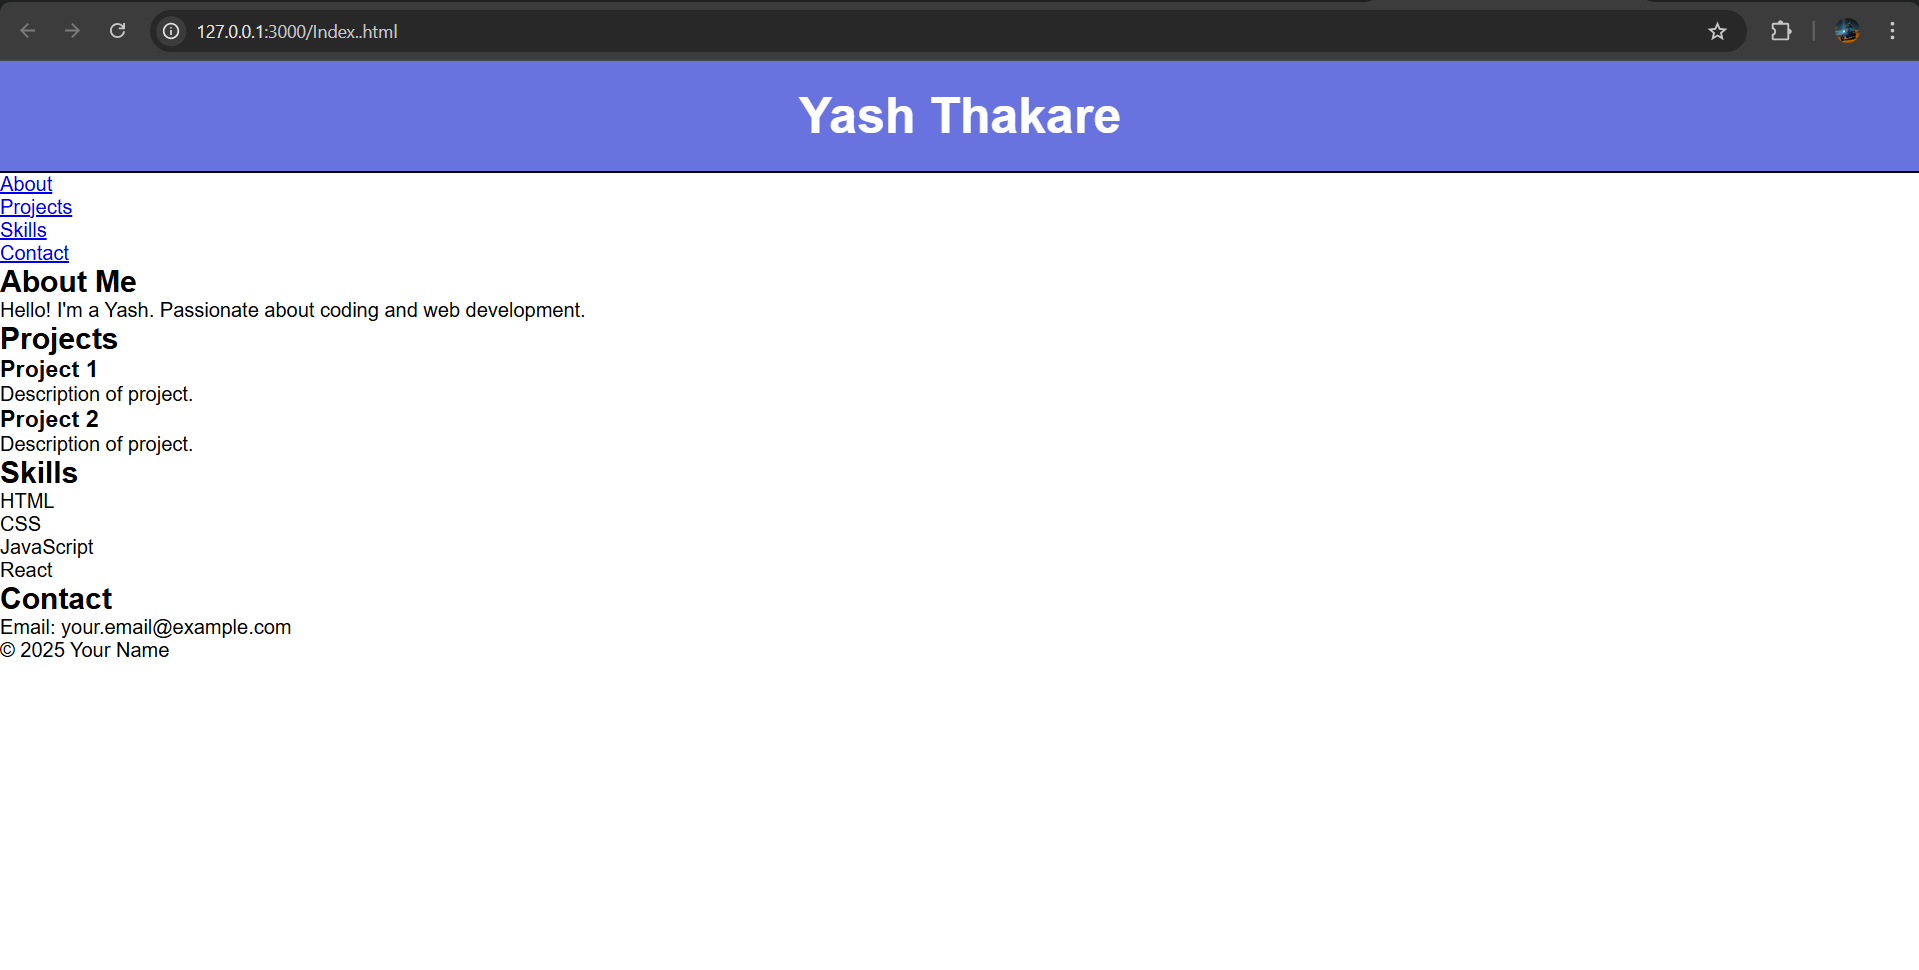 127.0.0.1:3000/Index..html
Yash Thakare
About
Projects
Skills
Contact
About Me
Hello! I'm a Yash. Passionate about coding and web development.
Projects
Project 1
Description of project.
Project 2
Description of project.
Skills
HTML
CSS
JavaScript
React
Contact
Email: your.email@example.com
© 2025 Your Name